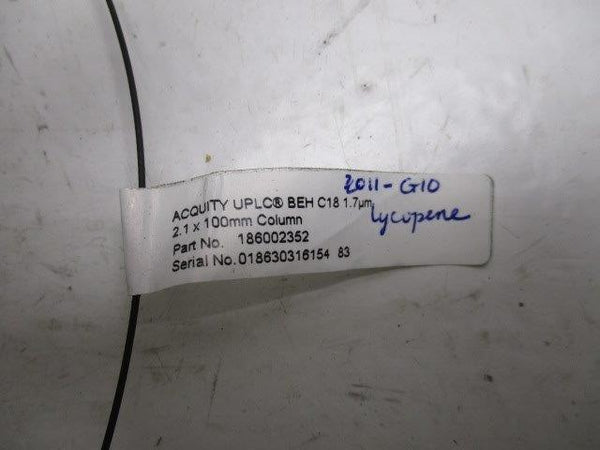 2011-G10
ACQUITY UPLC® BEH C18 1.7µm
lycopene
2.1 x 100mm Column
Part No. 186002352
Serial No. 018630316154 83